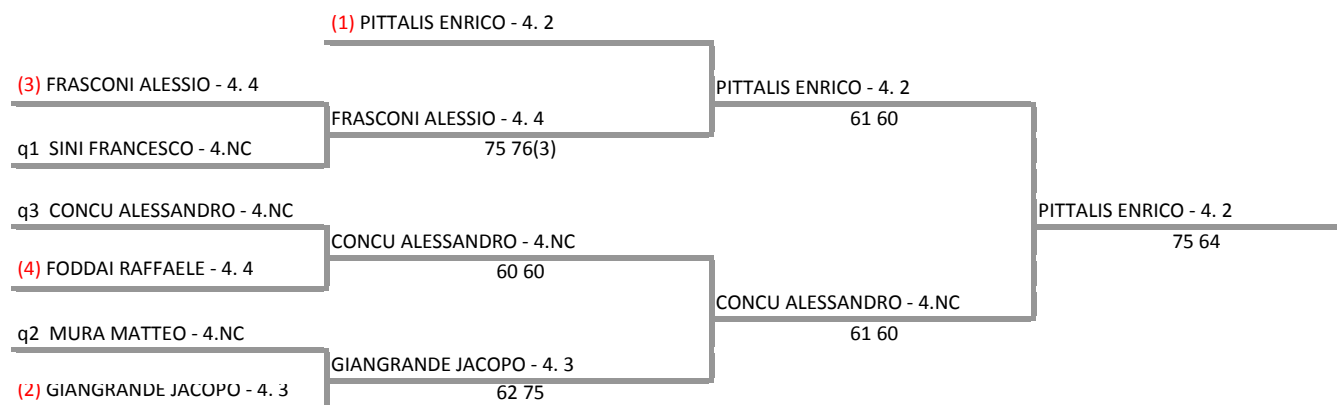 (1) PITTALIS ENRICO - 4. 2
(3) FRASCONI ALESSIO - 4. 4
PITTALIS ENRICO - 4. 2
61 60
FRASCONI ALESSIO - 4. 4
75 76(3)
q1 SINI FRANCESCO - 4.NC
q3 CONCU ALESSANDRO - 4.NC
PITTALIS ENRICO - 4. 2
75 64
CONCU ALESSANDRO - 4.NC
60 60
(4) FODDAI RAFFAELE - 4. 4
CONCU ALESSANDRO - 4.NC
61 60
q2 MURA MATTEO - 4.NC
GIANGRANDE JACOPO - 4. 3
62 75
(2) GIANGRANDE JACOPO - 4. 3